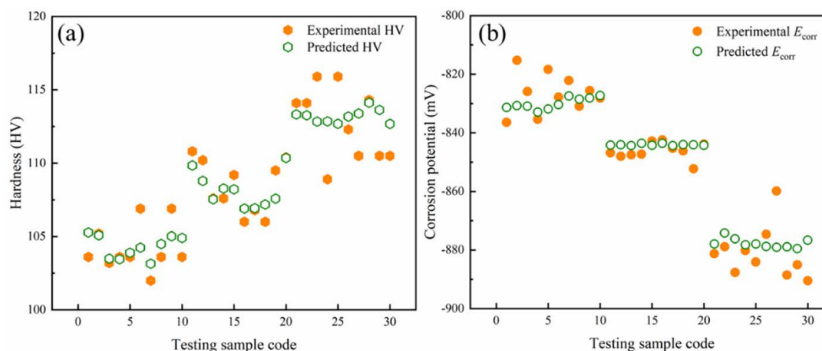 (a)
Experimental HV
Predicted HV
Hardness (HV)
120
115
110
105
100
0 5 10 15 20 25 30
Testing sample code
(b)
Experimental Ecorr
Predicted Ecorr
Corrosion potential (mV)
-800
-820
-840
-860
-880
-900
0 5 10 15 20 25 30
Testing sample code